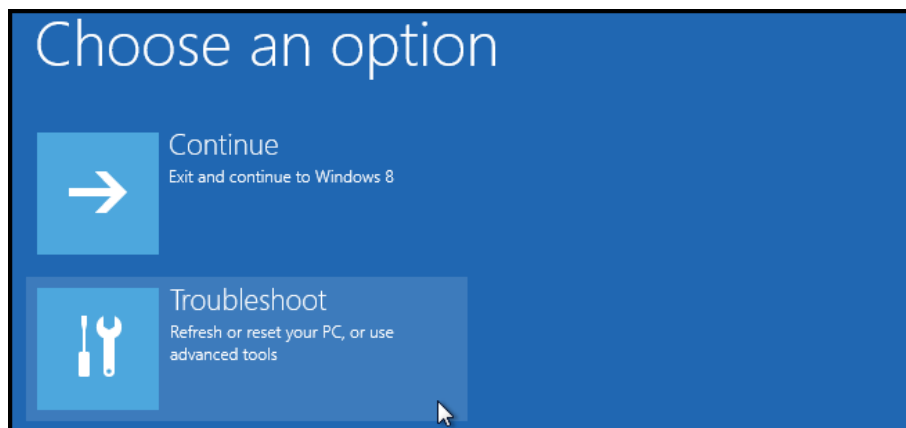 Choose an option
Continue
Exit and continue to Windows 8
Troubleshoot
Refresh or reset your PC, or use
advanced tools